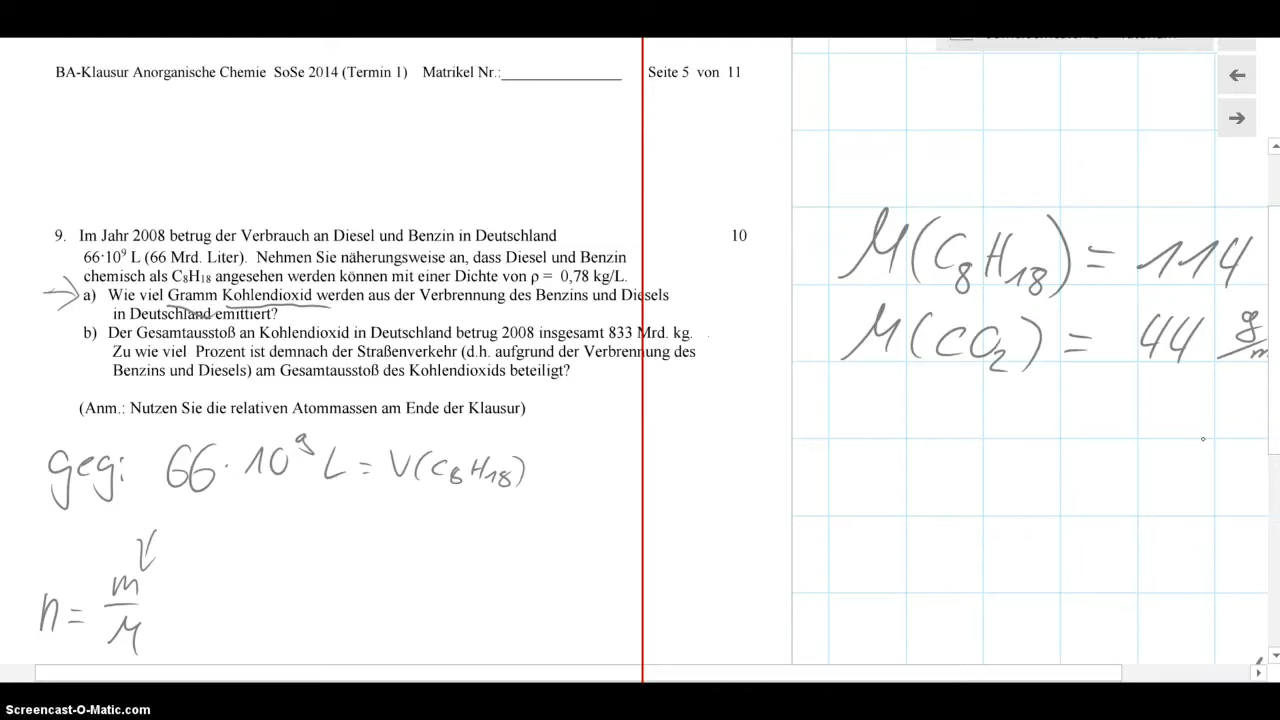 BA-Klausur Anorganische Chemie SoSe 2014 (Termin 1) Matrikel Nr.:_______________ Seite 5 von 11
9. Im Jahr 2008 betrug der Verbrauch an Diesel und Benzin in Deutschland 10
66·10⁹ L (66 Mrd. Liter). Nehmen Sie näherungsweise an, dass Diesel und Benzin
chemisch als C₈H₁₈ angesehen werden können mit einer Dichte von ρ = 0,78 kg/L.
a) Wie viel Gramm Kohlendioxid werden aus der Verbrennung des Benzins und Diesels
in Deutschland emittiert?
b) Der Gesamtausstoß an Kohlendioxid in Deutschland betrug 2008 insgesamt 833 Mrd. kg.
Zu wie viel Prozent ist demnach der Straßenverkehr (d.h. aufgrund der Verbrennung des
Benzins und Diesels) am Gesamtausstoß des Kohlendioxids beteiligt?
(Anm.: Nutzen Sie die relativen Atommassen am Ende der Klausur)
geg: 66 · 10⁹ L = V(C₈H₁₈)
n = m/M
M(C₈H₁₈) = 114
M(CO₂) = 44 g/m
Screencast-O-Matic.com